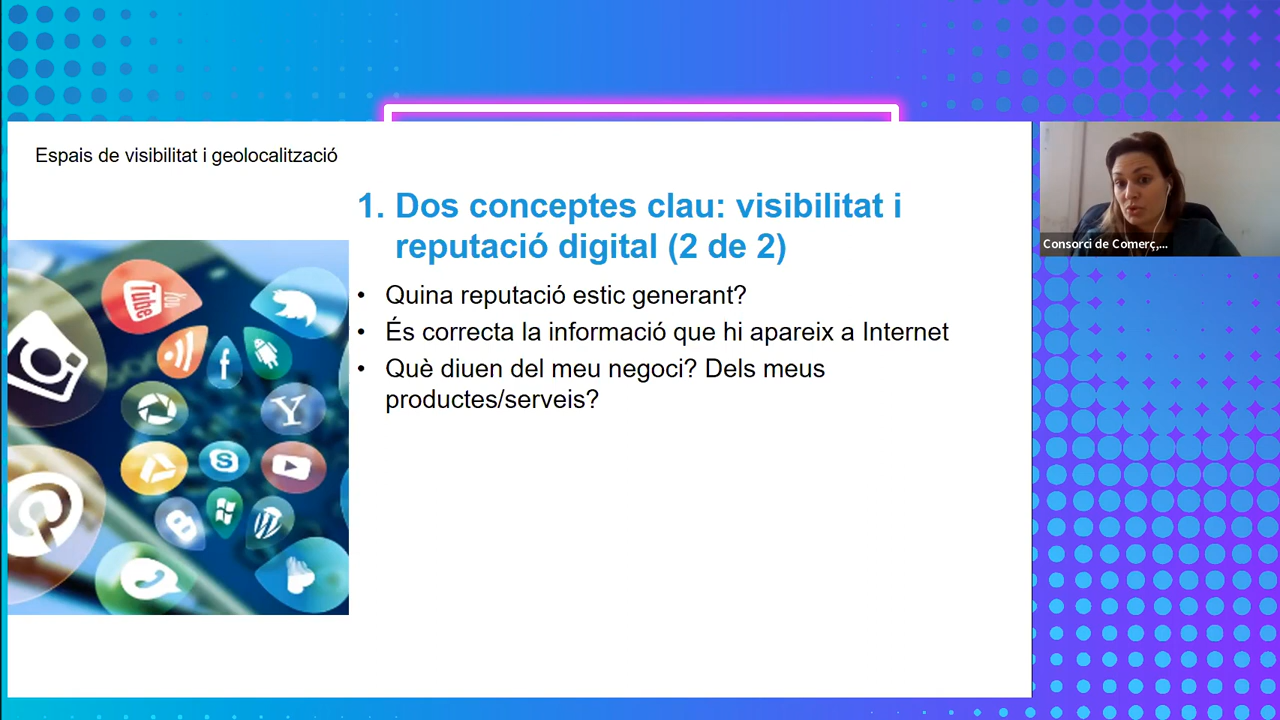 Espais de visibilitat i geolocalització
1. Dos conceptes clau: visibilitat i
reputació digital (2 de 2)
• Quina reputació estic generant?
• És correcta la informació que hi apareix a Internet
• Què diuen del meu negoci? Dels meus
productes/serveis?
Consorci de Comerç,...
You
Tube